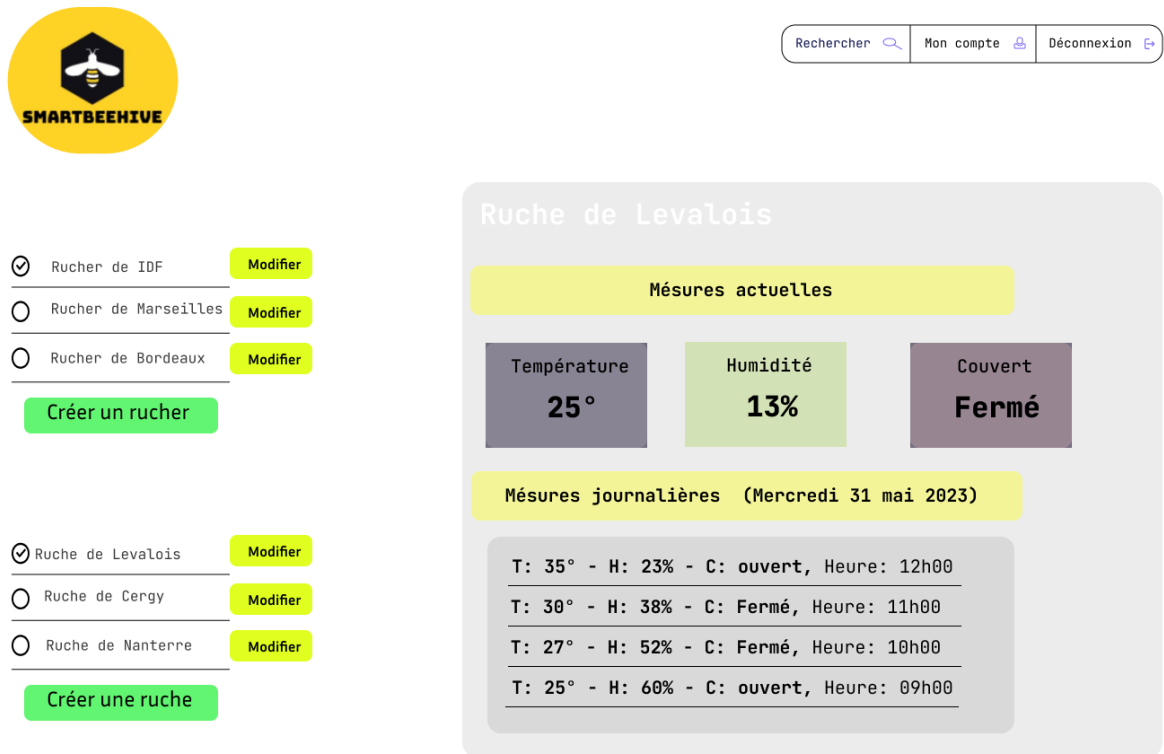 SMARTBEEHIVE
Rechercher
Mon compte
Déconnexion
Rucher de IDF
Modifier
Rucher de Marseilles
Modifier
Rucher de Bordeaux
Modifier
Créer un rucher
Ruche de Levalois
Modifier
Ruche de Cergy
Modifier
Ruche de Nanterre
Modifier
Créer une ruche
Ruche de Levalois
Mésures actuelles
Température
25°
Humidité
13%
Couvert
Fermé
Mésures journalières (Mercredi 31 mai 2023)
T: 35° - H: 23% - C: ouvert, Heure: 12h00
T: 30° - H: 38% - C: Fermé, Heure: 11h00
T: 27° - H: 52% - C: Fermé, Heure: 10h00
T: 25° - H: 60% - C: ouvert, Heure: 09h00